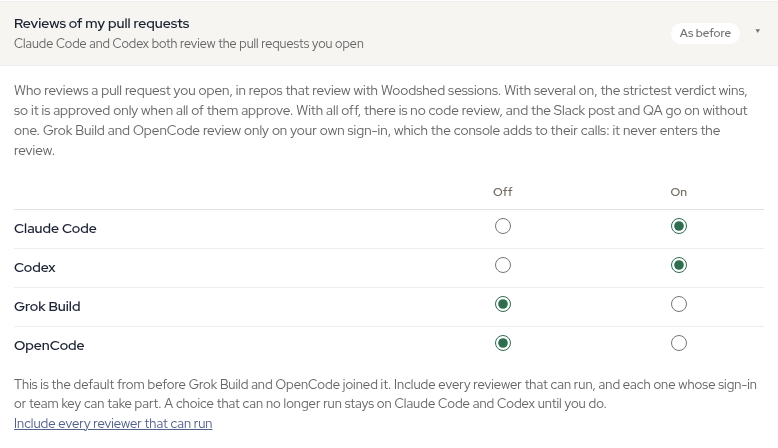 Reviews of my pull requests
Claude Code and Codex both review the pull requests you open
As before
Who reviews a pull request you open, in repos that review with Woodshed sessions. With several on, the strictest verdict wins,
so it is approved only when all of them approve. With all off, there is no code review, and the Slack post and QA go on without
one. Grok Build and OpenCode review only on your own sign-in, which the console adds to their calls: it never enters the
review.
Off On
Claude Code
Codex
Grok Build
OpenCode
This is the default from before Grok Build and OpenCode joined it. Include every reviewer that can run, and each one whose sign-in
or team key can take part. A choice that can no longer run stays on Claude Code and Codex until you do.
Include every reviewer that can run